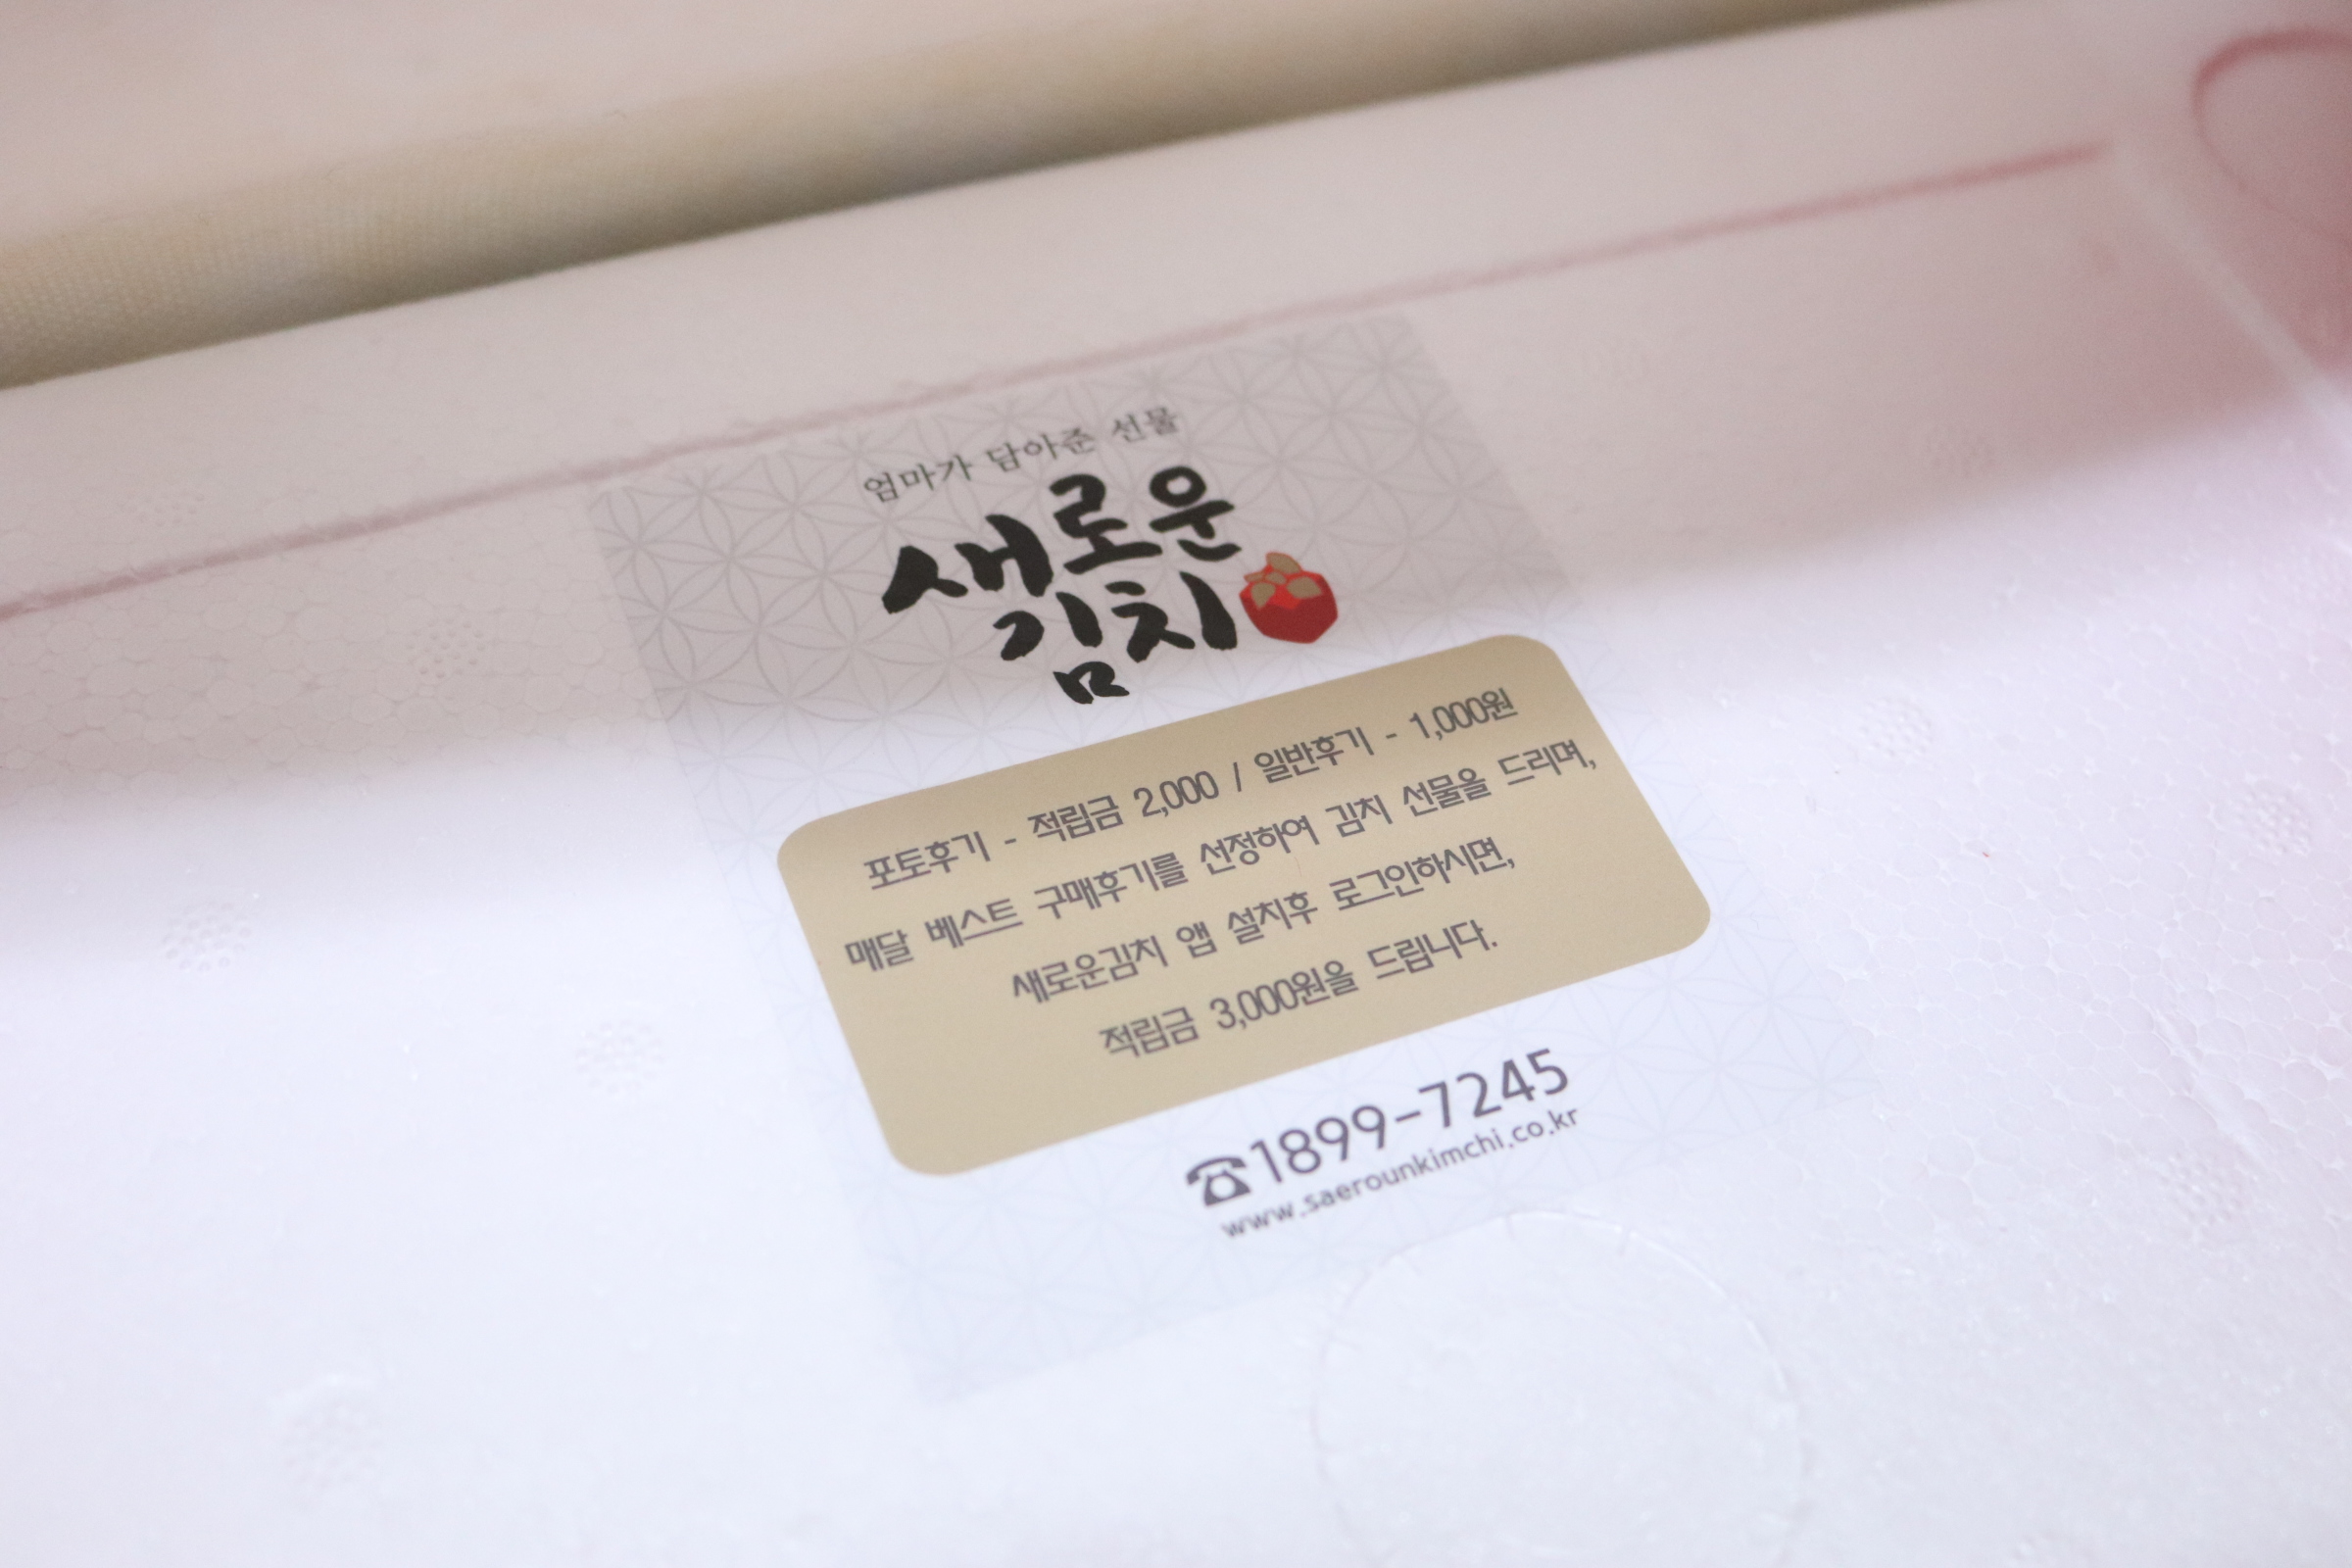 엄마가 담아준 선물
새로운
김치
포토후기 - 적립금 2,000 / 일반후기 - 1,000원
매달 베스트 구매후기를 선정하여 김치 선물을 드리며,
새로운김치 앱 설치후 로그인하시면,
적립금 3,000원을 드립니다.
☎1899-7245
www.saerounkimchi.co.kr